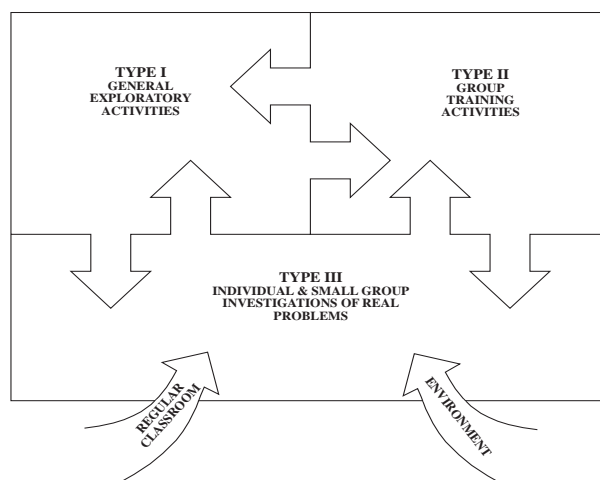 TYPE I
GENERAL
EXPLORATORY
ACTIVITIES
TYPE II
GROUP
TRAINING
ACTIVITIES
TYPE III
INDIVIDUAL & SMALL GROUP
INVESTIGATIONS OF REAL
PROBLEMS
REGULAR
CLASSROOM
ENVIRONMENT